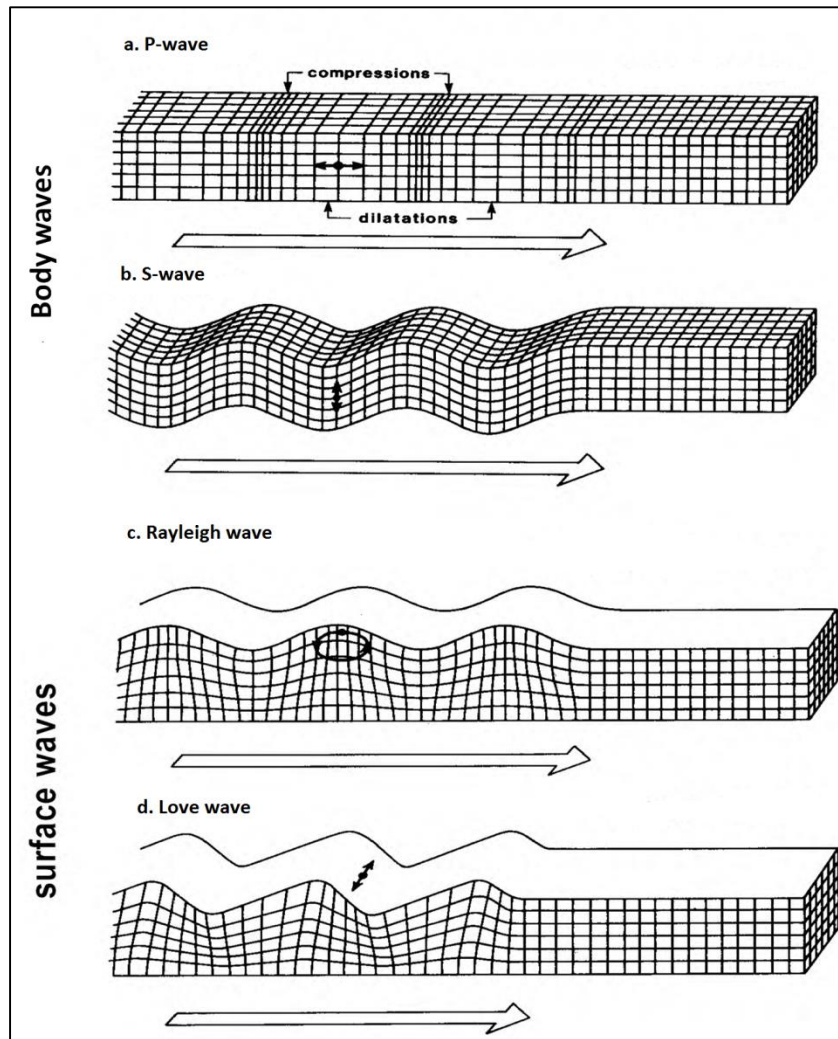 a. P-wave
compressions
dilatations
Body waves
b. S-wave
c. Rayleigh wave
surface waves
d. Love wave